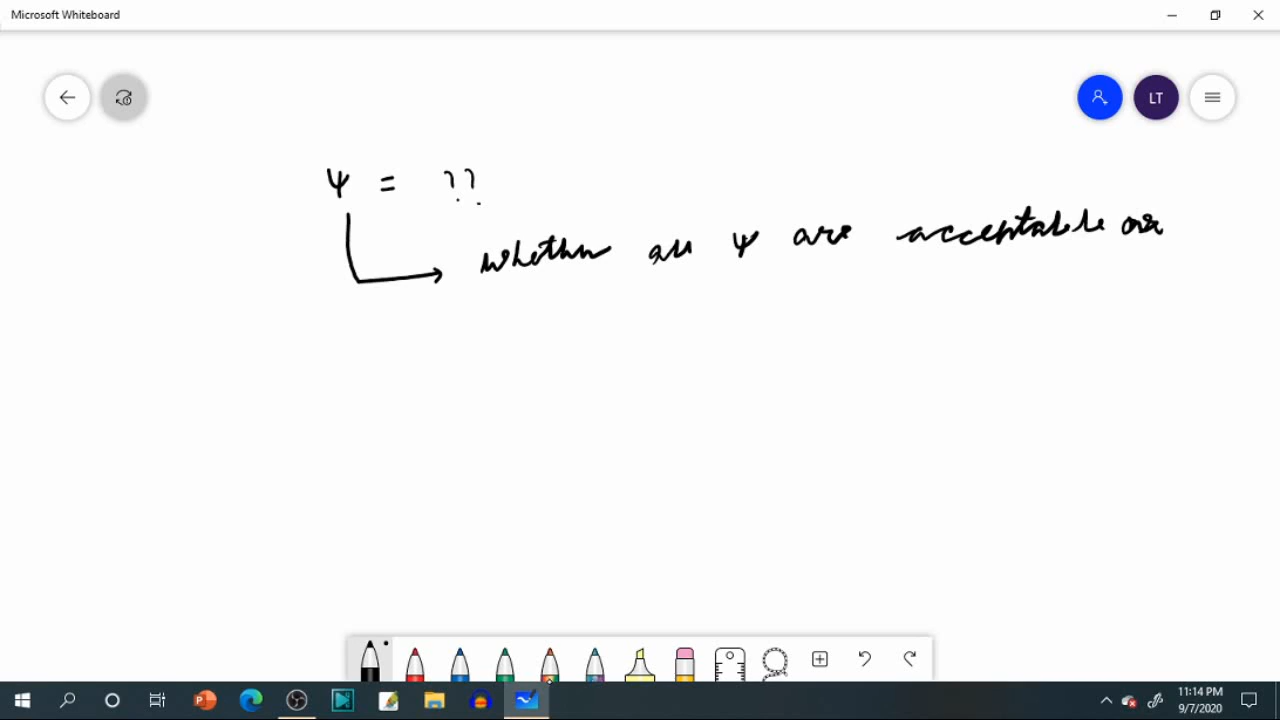 Microsoft Whiteboard
LT
ψ = ??
whether all ψ are acceptable or
11:14 PM
9/7/2020